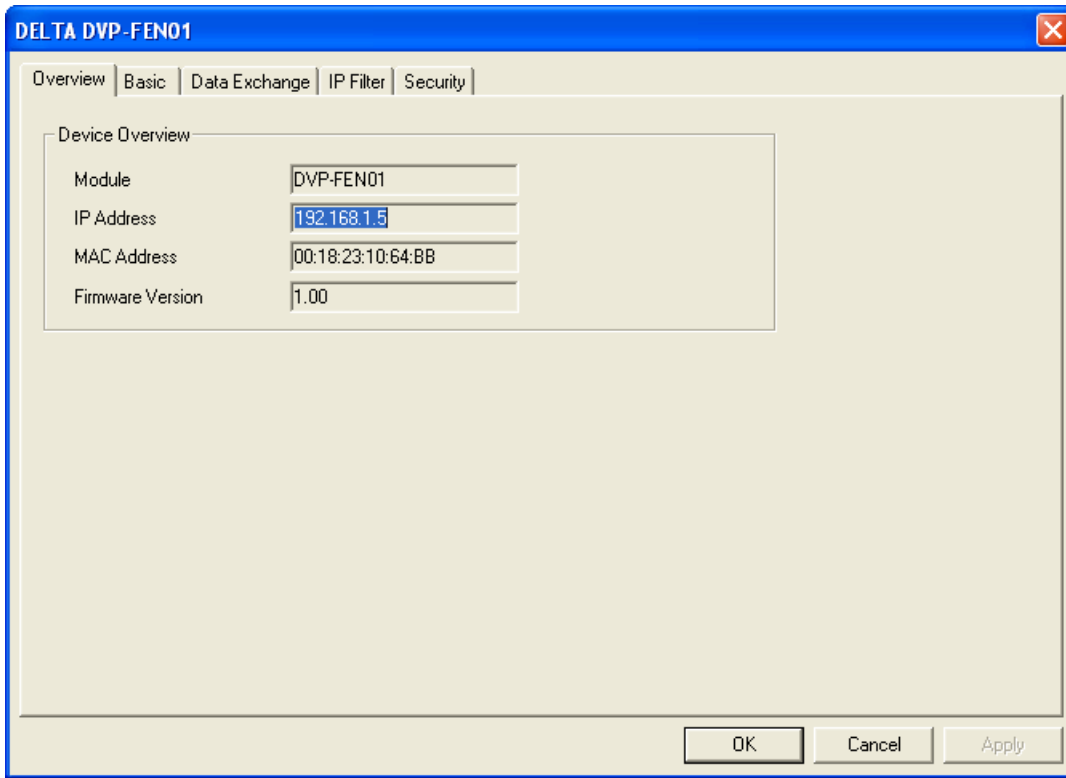 DELTA DVP-FEN01
Overview Basic Data Exchange IP Filter Security
Device Overview
Module DVP-FEN01
IP Address 192.168.1.5
MAC Address 00:18:23:10:64:BB
Firmware Version 1.00
OK Cancel Apply